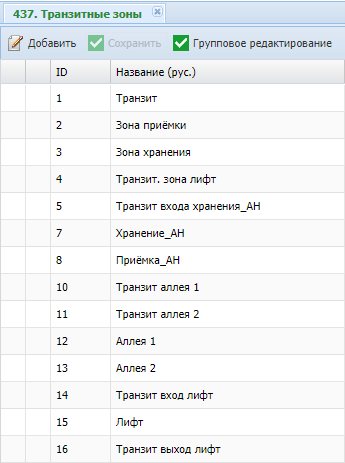 437. Транзитные зоны
Добавить Сохранить Групповое редактирование
ID Название (рус.)
1 Транзит
2 Зона приёмки
3 Зона хранения
4 Транзит. зона лифт
5 Транзит входа хранения_АН
7 Хранение_АН
8 Приёмка_АН
10 Транзит аллея 1
11 Транзит аллея 2
12 Аллея 1
13 Аллея 2
14 Транзит вход лифт
15 Лифт
16 Транзит выход лифт